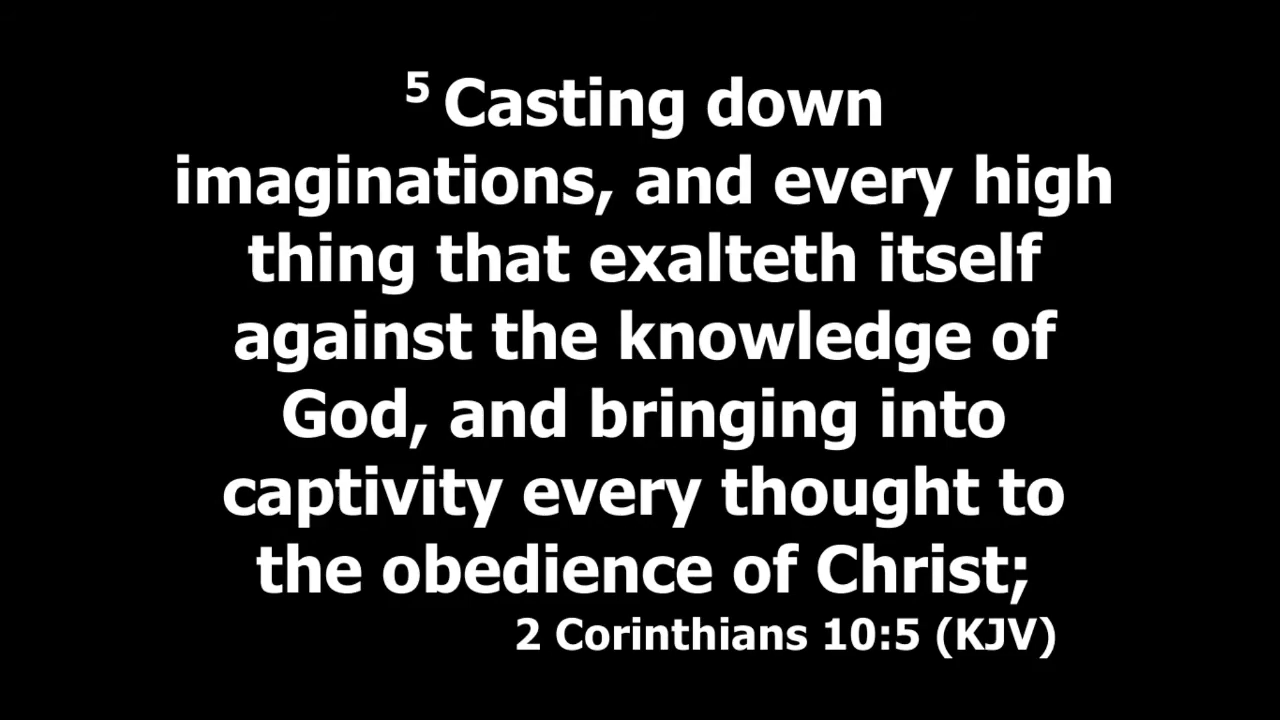 5 Casting down
imaginations, and every high
thing that exalteth itself
against the knowledge of
God, and bringing into
captivity every thought to
the obedience of Christ;
2 Corinthians 10:5 (KJV)